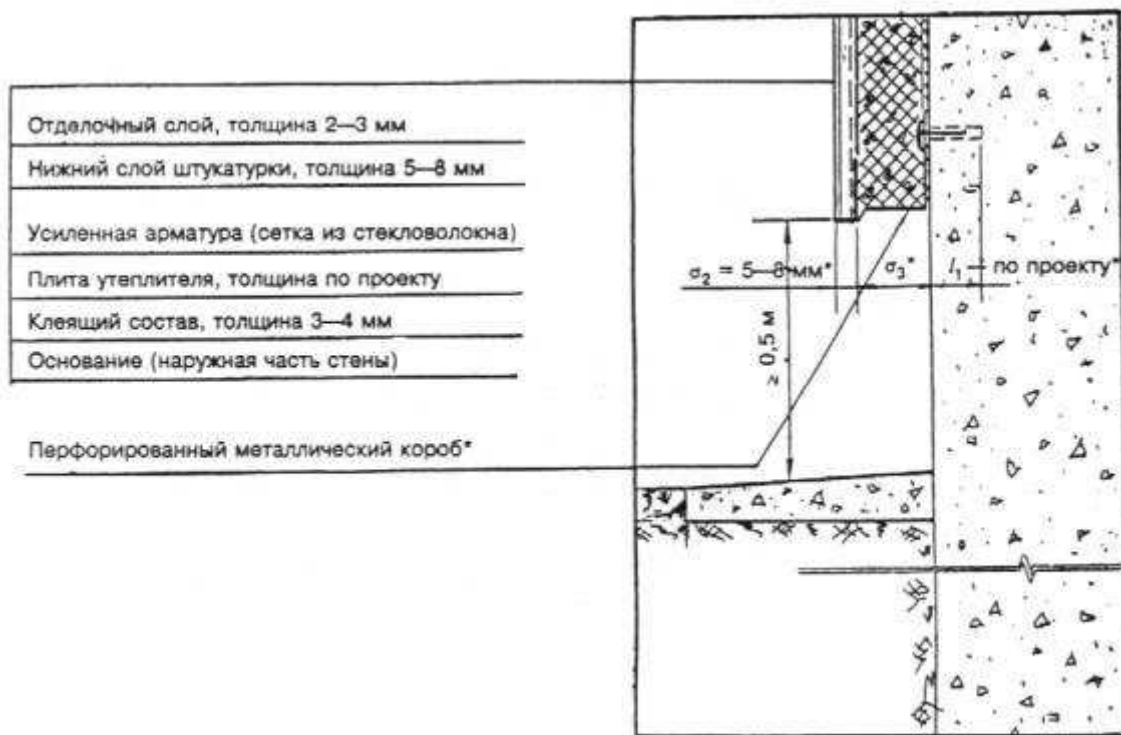 Отделочный слой, толщина 2—3 мм
Нижний слой штукатурки, толщина 5—8 мм
Усиленная арматура (сетка из стекловолокна)
Плита утеплителя, толщина по проекту
Клеящий состав, толщина 3—4 мм
Основание (наружная часть стены)
Перфорированный металлический короб*
σ₂ = 5—8 мм* σ₃* l₁ — по проекту*
≥ 0,5 м